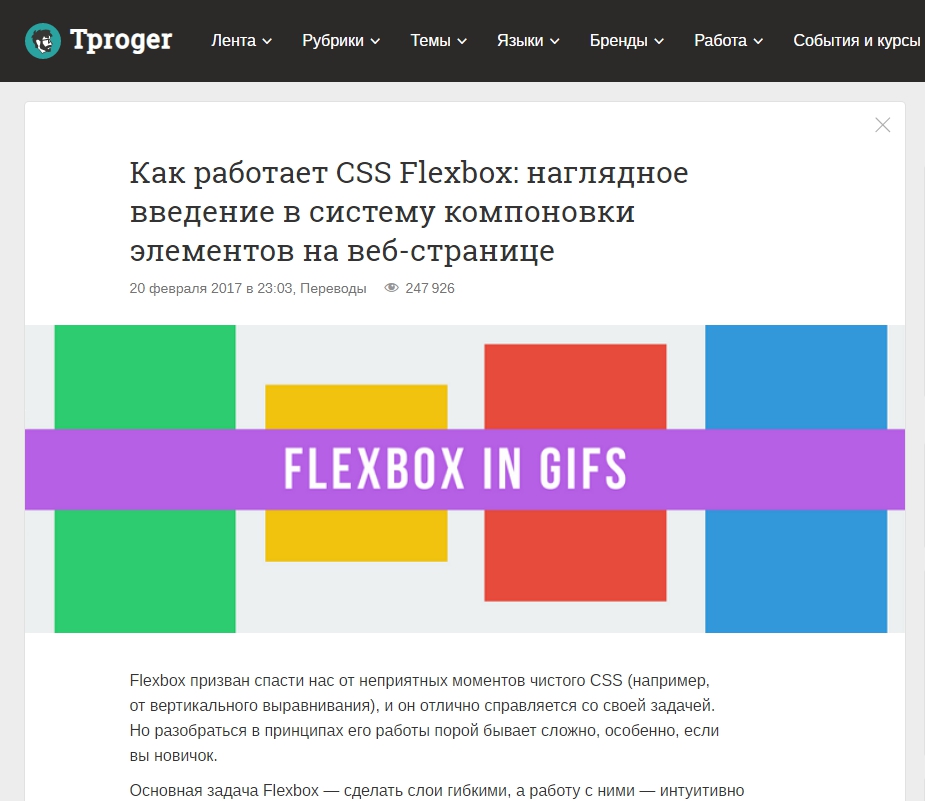 Tproger Лента Рубрики Темы Языки Бренды Работа События и курсы
Как работает CSS Flexbox: наглядное
введение в систему компоновки
элементов на веб-странице
20 февраля 2017 в 23:03, Переводы 247 926
FLEXBOX IN GIFS
Flexbox призван спасти нас от неприятных моментов чистого CSS (например,
от вертикального выравнивания), и он отлично справляется со своей задачей.
Но разобраться в принципах его работы порой бывает сложно, особенно, если
вы новичок.
Основная задача Flexbox — сделать слои гибкими, а работу с ними — интуитивно